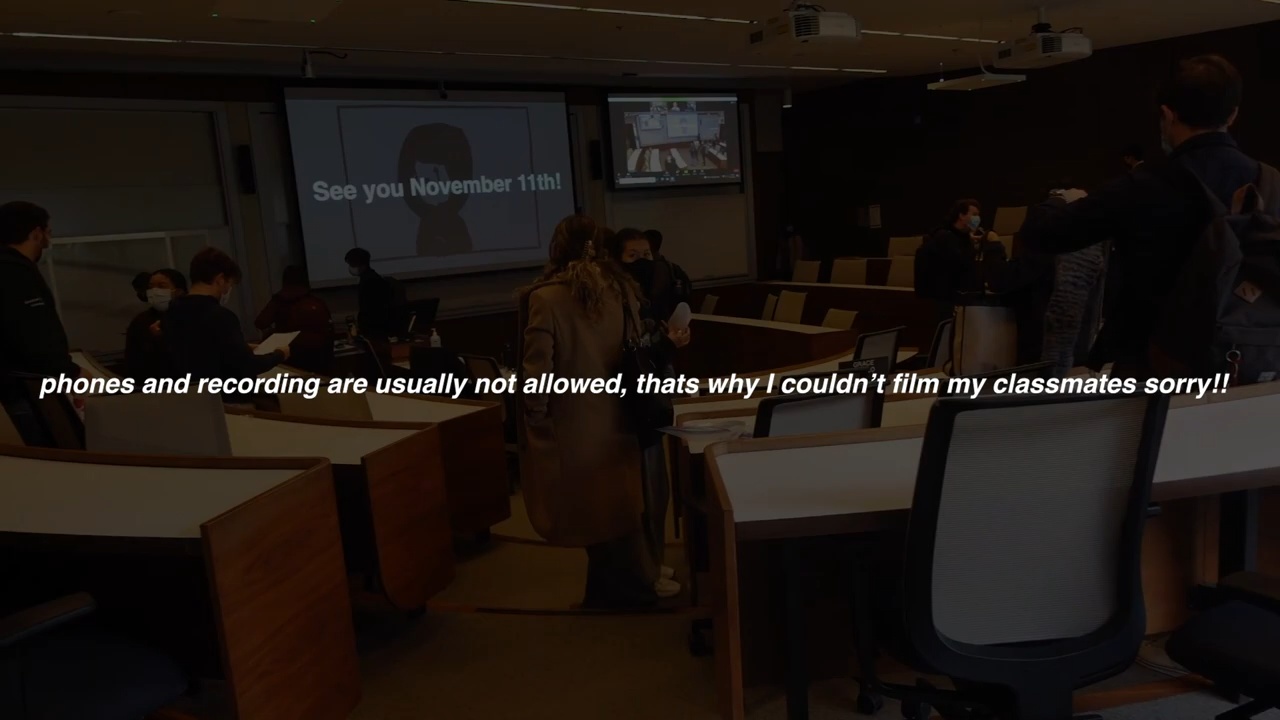 See you November 11th!
phones and recording are usually not allowed, thats why I couldn't film my classmates sorry!!